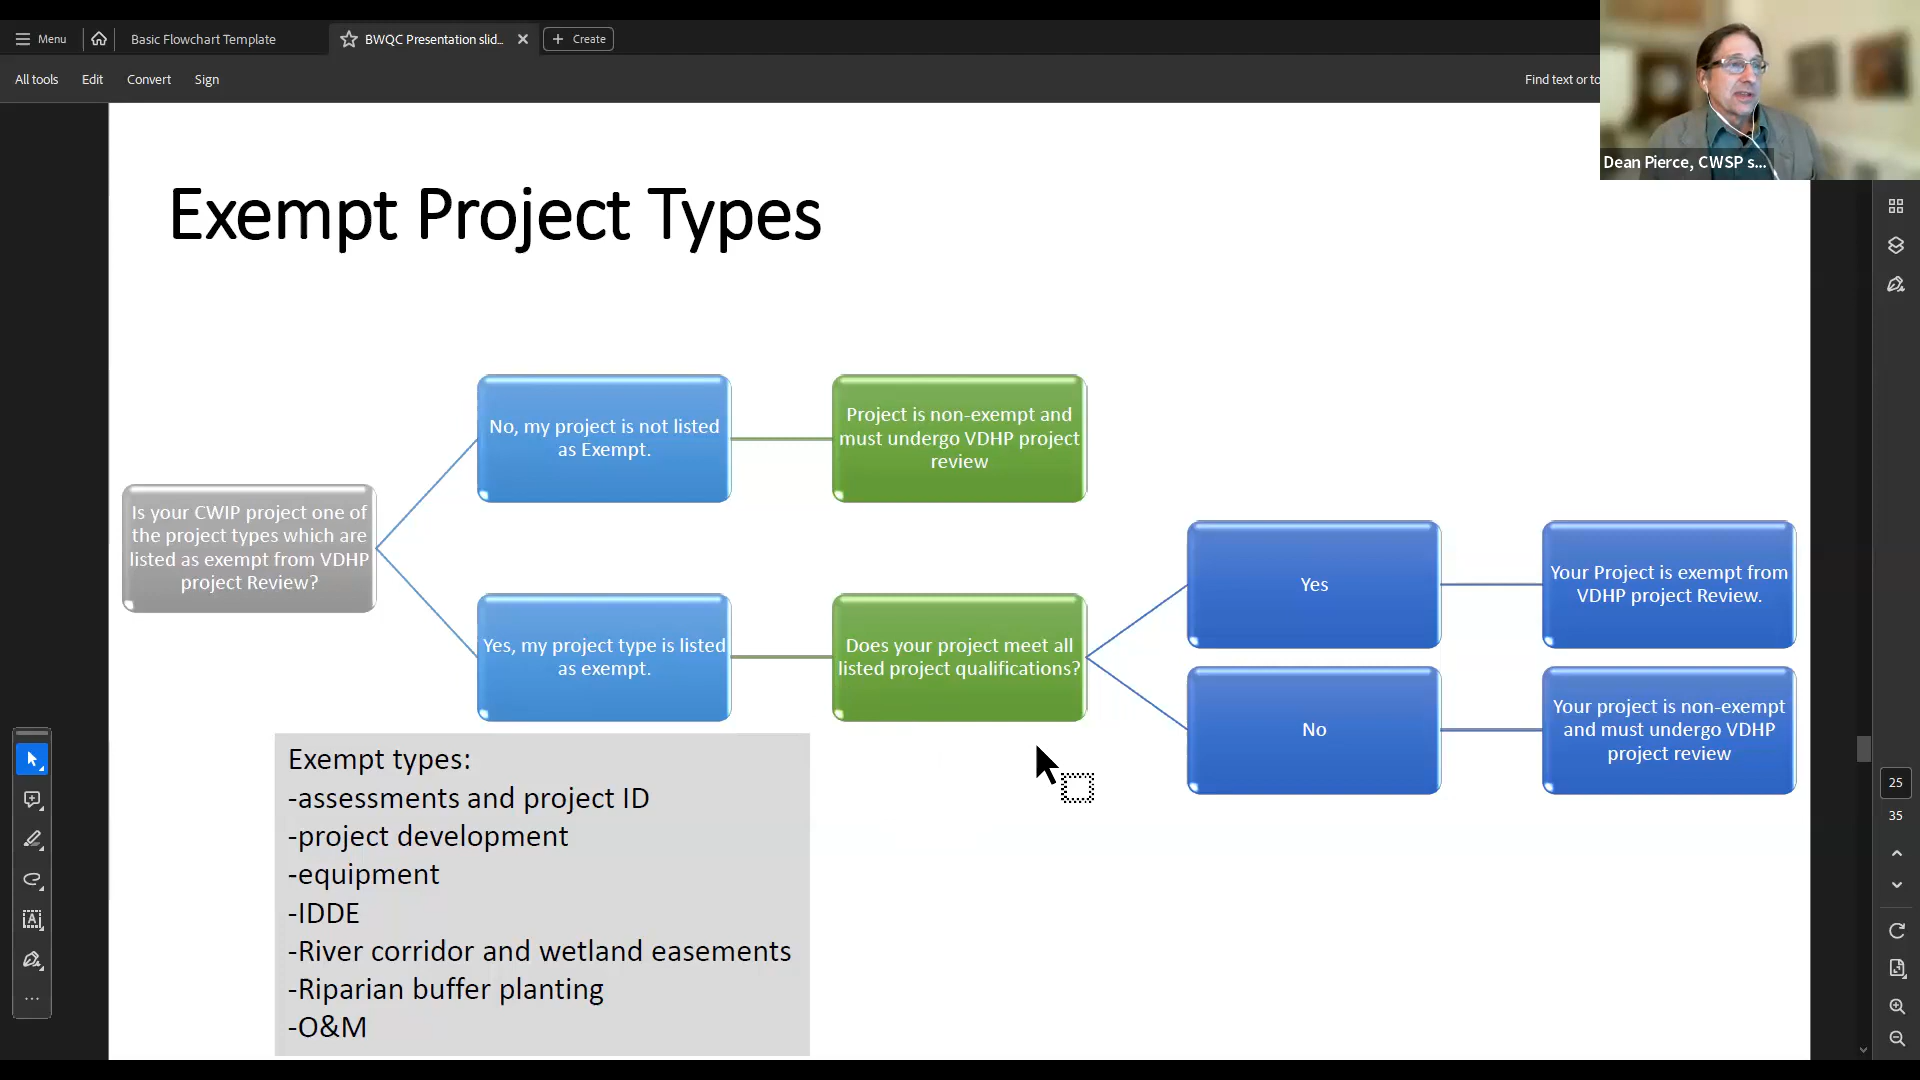 Menu
Basic Flowchart Template
BWQC Presentation slid...
Create
All tools
Edit
Convert
Sign
Find text or to
Dean Pierce, CWSP s...
Exempt Project Types
No, my project is not listed
as Exempt.
Project is non-exempt and
must undergo VDHP project
review
Is your CWIP project one of
the project types which are
listed as exempt from VDHP
project Review?
Yes, my project type is listed
as exempt.
Does your project meet all
listed project qualifications?
Yes
Your Project is exempt from
VDHP project Review.
No
Your project is non-exempt
and must undergo VDHP
project review
Exempt types:
-assessments and project ID
-project development
-equipment
-IDDE
-River corridor and wetland easements
-Riparian buffer planting
-O&M
25
35